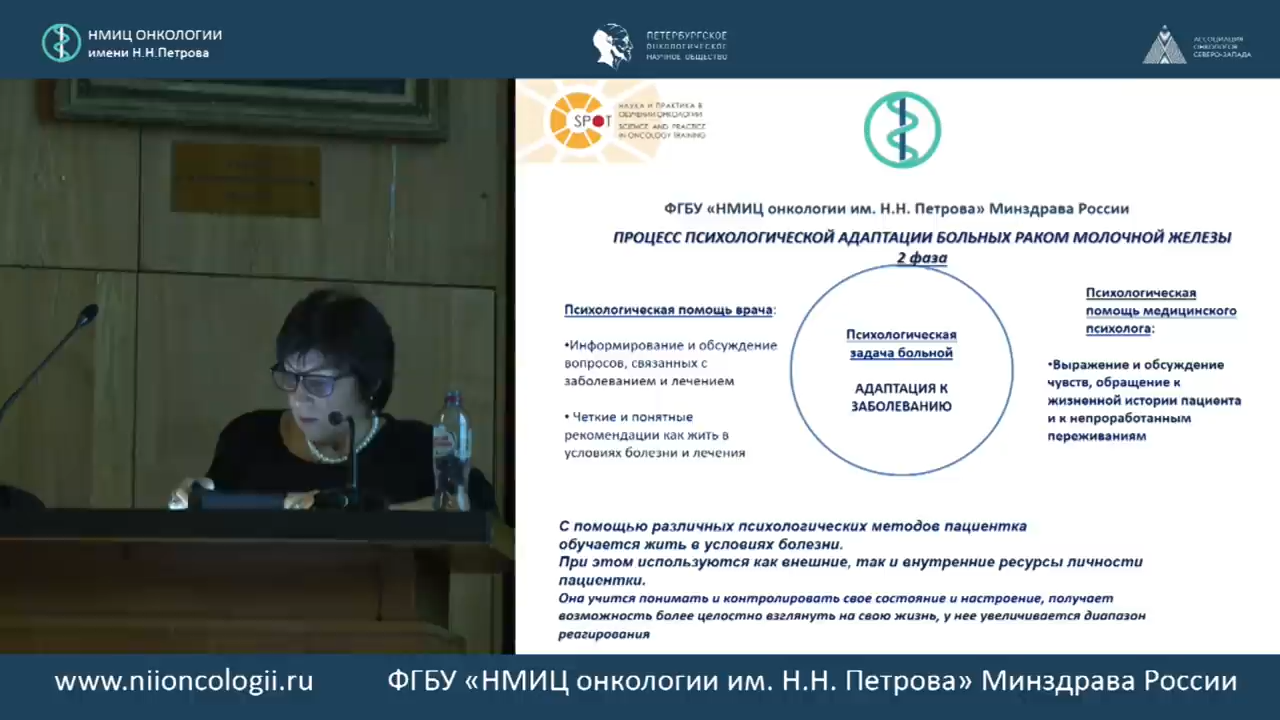 НМИЦ ОНКОЛОГИИ
имени Н.Н.Петрова
ПЕТЕРБУРГСКОЕ
ОНКОЛОГИЧЕСКОЕ
НАУЧНОЕ ОБЩЕСТВО
АССОЦИАЦИЯ
ОНКОЛОГОВ
СЕВЕРО-ЗАПАДА
SPOT
НАУКА И ПРАКТИКА В
ОБУЧЕНИИ ОНКОЛОГИИ
SCIENCE AND PRACTICE
IN ONCOLOGY TRAINING
ФГБУ «НМИЦ онкологии им. Н.Н. Петрова» Минздрава России
ПРОЦЕСС ПСИХОЛОГИЧЕСКОЙ АДАПТАЦИИ БОЛЬНЫХ РАКОМ МОЛОЧНОЙ ЖЕЛЕЗЫ
2 фаза
Психологическая помощь врача:
•Информирование и обсуждение
вопросов, связанных с
заболеванием и лечением
• Четкие и понятные
рекомендации как жить в
условиях болезни и лечения
Психологическая
задача больной
АДАПТАЦИЯ К
ЗАБОЛЕВАНИЮ
Психологическая
помощь медицинского
психолога:
•Выражение и обсуждение
чувств, обращение к
жизненной истории пациента
и к непроработанным
переживаниям
С помощью различных психологических методов пациентка
обучается жить в условиях болезни.
При этом используются как внешние, так и внутренние ресурсы личности
пациентки.
Она учится понимать и контролировать свое состояние и настроение, получает
возможность более целостно взглянуть на свою жизнь, у нее увеличивается диапазон
реагирования
www.niioncologii.ru
ФГБУ «НМИЦ онкологии им. Н.Н. Петрова» Минздрава России